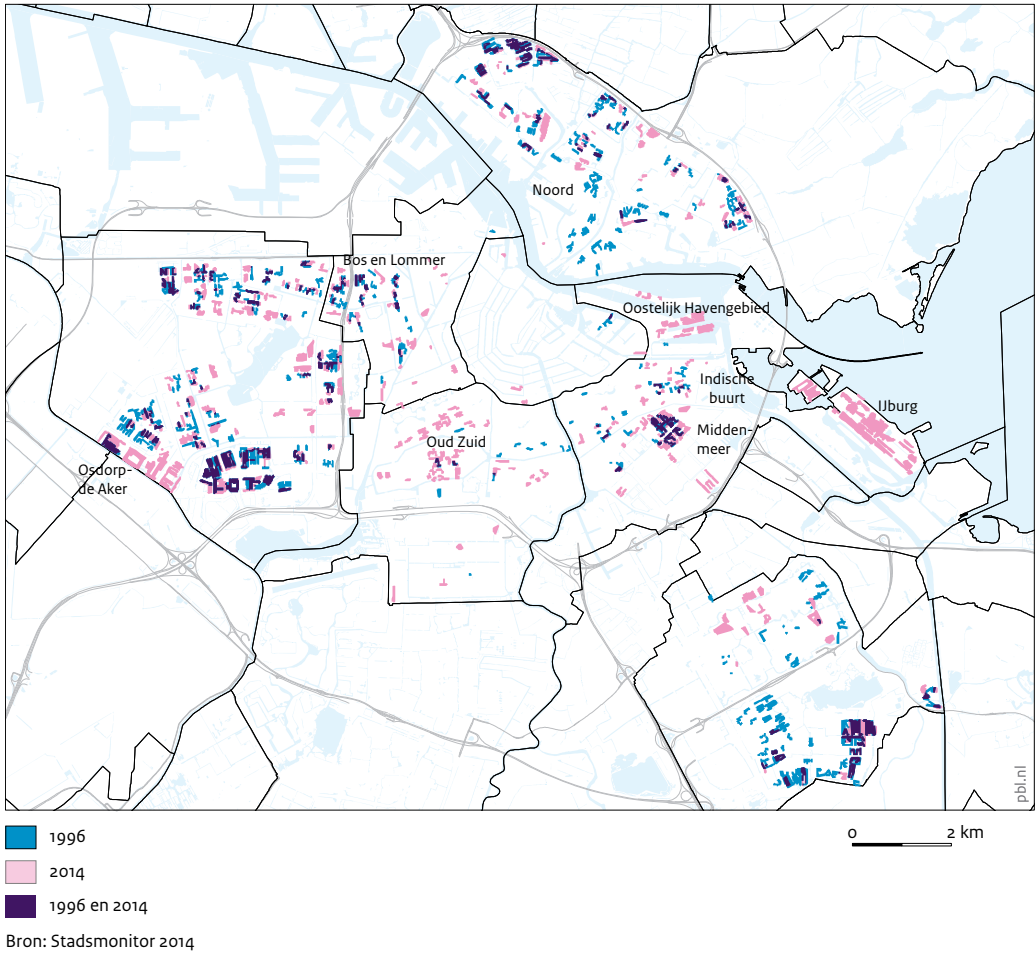 Noord
Bos en Lommer
Oostelijk Havengebied
Indische
buurt
IJburg
Midden-
meer
Oud Zuid
Osdorp-
de Aker
pbl.nl
1996
2014
1996 en 2014
0 2 km
Bron: Stadsmonitor 2014